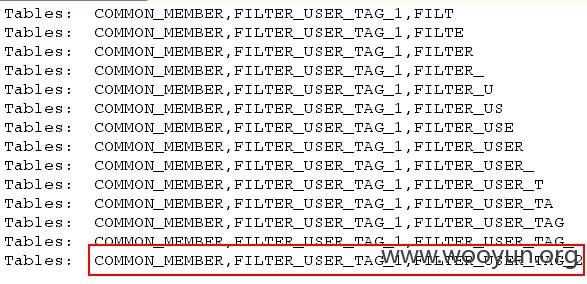 Tables:  COMMON_MEMBER,FILTER_USER_TAG_1,FILT
Tables:  COMMON_MEMBER,FILTER_USER_TAG_1,FILTE
Tables:  COMMON_MEMBER,FILTER_USER_TAG_1,FILTER
Tables:  COMMON_MEMBER,FILTER_USER_TAG_1,FILTER_
Tables:  COMMON_MEMBER,FILTER_USER_TAG_1,FILTER_U
Tables:  COMMON_MEMBER,FILTER_USER_TAG_1,FILTER_US
Tables:  COMMON_MEMBER,FILTER_USER_TAG_1,FILTER_USE
Tables:  COMMON_MEMBER,FILTER_USER_TAG_1,FILTER_USER
Tables:  COMMON_MEMBER,FILTER_USER_TAG_1,FILTER_USER_
Tables:  COMMON_MEMBER,FILTER_USER_TAG_1,FILTER_USER_T
Tables:  COMMON_MEMBER,FILTER_USER_TAG_1,FILTER_USER_TA
Tables:  COMMON_MEMBER,FILTER_USER_TAG_1,FILTER_USER_TAG
Tables:  COMMON_MEMBER,FILTER_USER_TAG_1,FILTER_USER_TAG_
Tables:  COMMON_MEMBER,FILTER_USER_TAG_1,FILTER_USER_TAG_2
www.wooyun.org